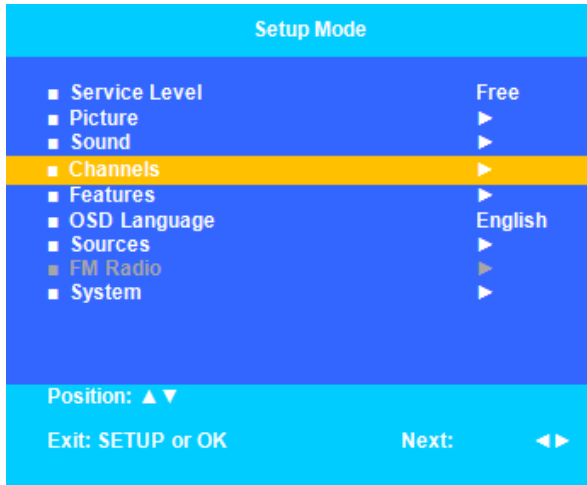 Setup Mode
■ Service Level Free
■ Picture ►
■ Sound ►
■ Channels ►
■ Features ►
■ OSD Language English
■ Sources ►
■ FM Radio ►
■ System ►
Position: ▲▼
Exit: SETUP or OK Next: ◄►